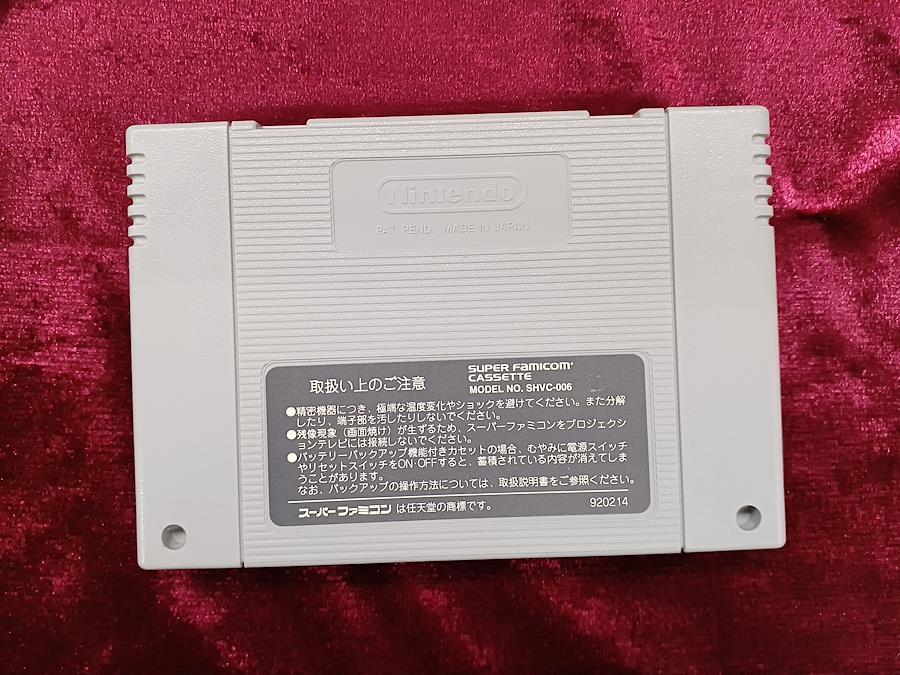 Nintendo
PAT. PEND. MADE IN JAPAN
取扱い上のご注意
SUPER FAMICOM
CASSETTE
MODEL NO. SHVC-006
●精密機器につき、極端な温度変化やショックを避けてください。また分解
したり、端子部を汚したりしないでください。
●残像現象（画面焼け）が生ずるため、スーパーファミコンをプロジェクシ
ョンテレビには接続しないでください。
●バッテリーバックアップ機能付きカセットの場合、むやみに電源スイッチ
やリセットスイッチをON·OFFすると、蓄積されている内容が消えてしま
うことがあります。
なお、バックアップの操作方法については、取扱説明書をご参照ください。
スーパーファミコン は任天堂の商標です。
920214